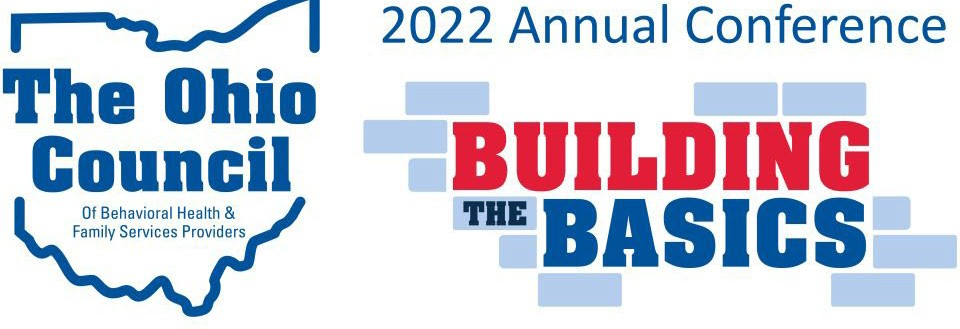 The Ohio
Council
Of Behavioral Health &
Family Services Providers
2022 Annual Conference
BUILDING
THE BASICS